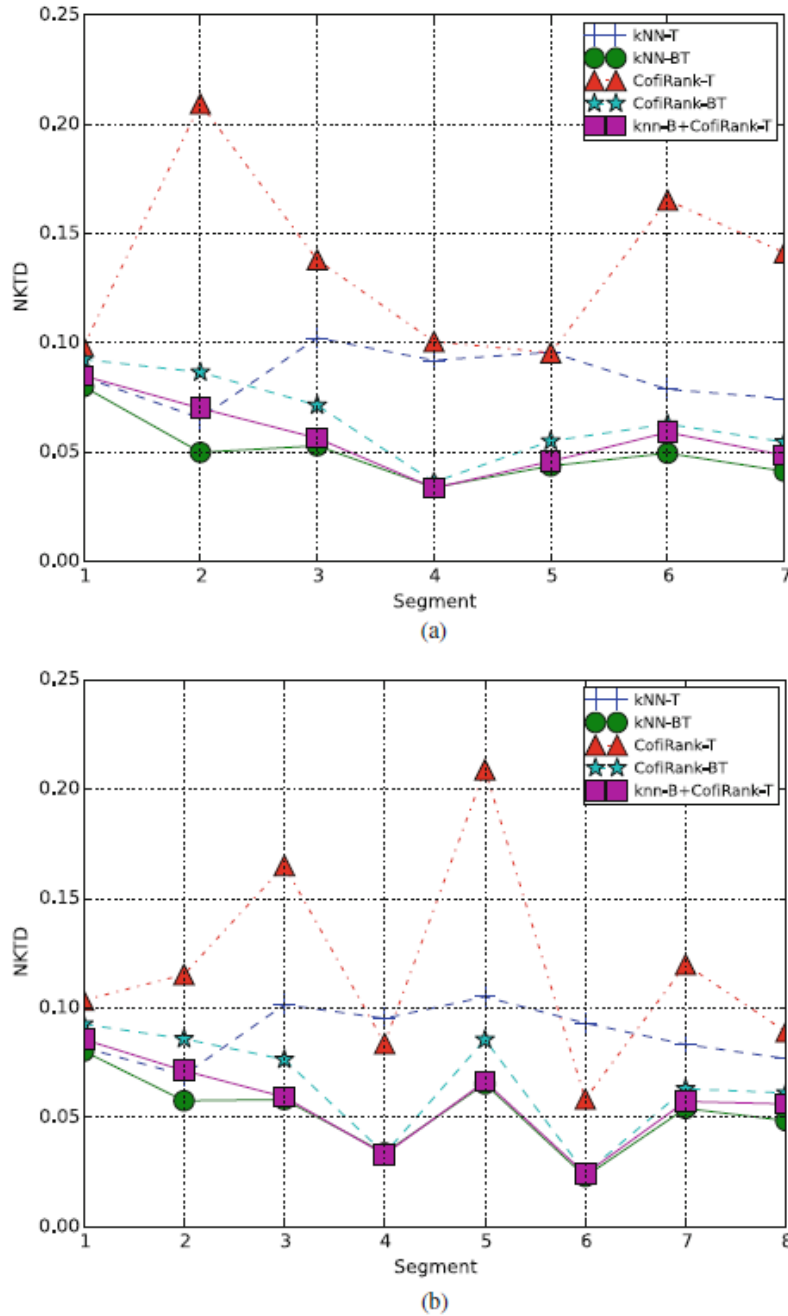 0.25
kNN-T
kNN-BT
CofiRank-T
CofiRank-BT
knn-B+CofiRank-T
0.20
0.15
NKTD
0.10
0.05
0.00
1 2 3 4 5 6 7
Segment
(a)
0.25
kNN-T
kNN-BT
CofiRank-T
CofiRank-BT
knn-B+CofiRank-T
0.20
0.15
NKTD
0.10
0.05
0.00
1 2 3 4 5 6 7 8
Segment
(b)